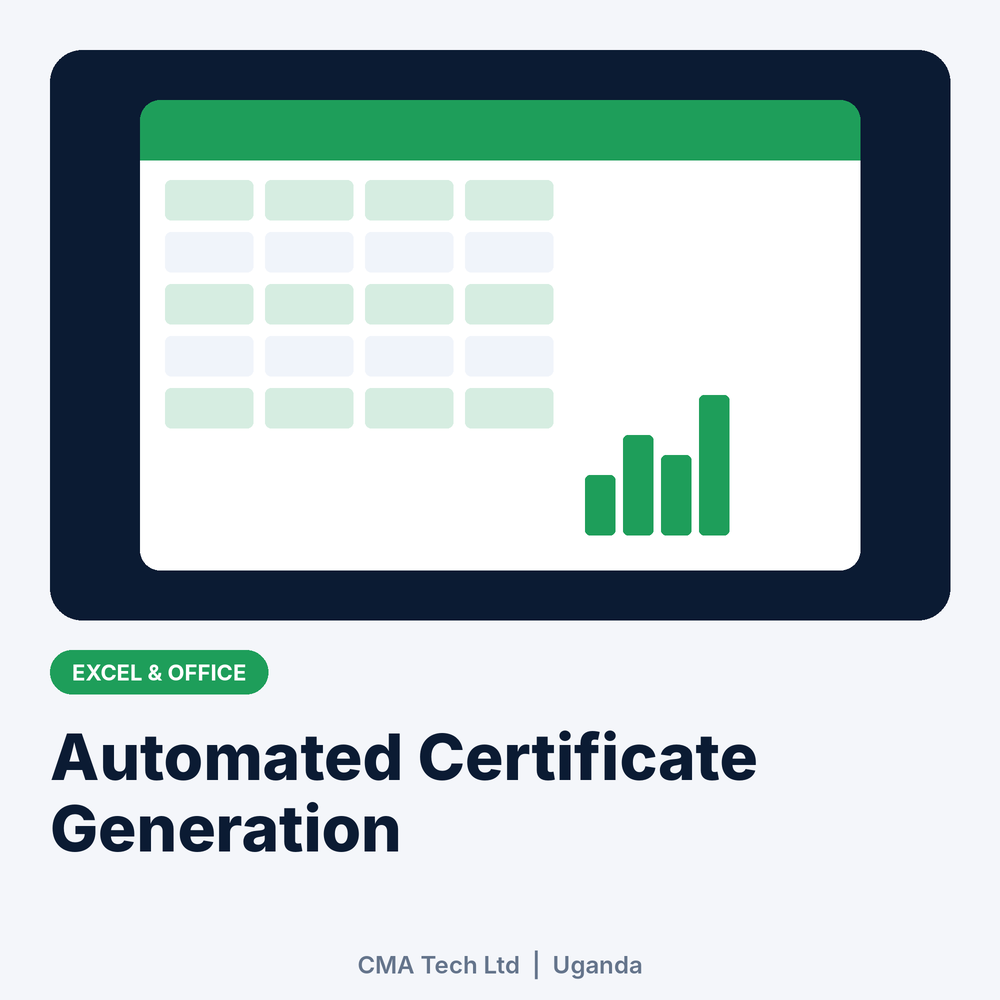 EXCEL & OFFICE
Automated Certificate
Generation
CMA Tech Ltd | Uganda